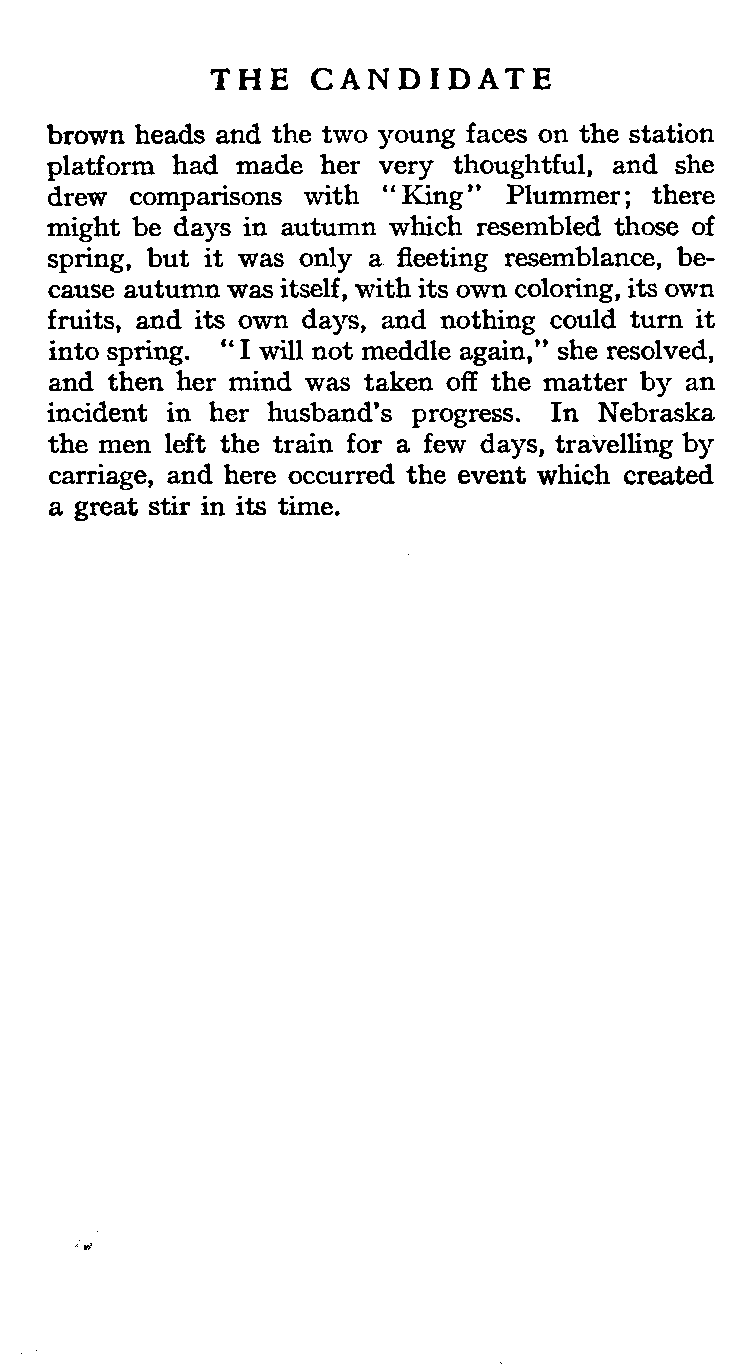 THE CANDIDATE
brown heads and the two young faces on the station
platform had made her very thoughtful, and she
drew comparisons with "King" Plummer; there
might be days in autumn which resembled those of
spring, but it was only a fleeting resemblance, be-
cause autumn was itself, with its own coloring, its own
fruits, and its own days, and nothing could turn it
into spring. "I will not meddle again," she resolved,
and then her mind was taken off the matter by an
incident in her husband's progress. In Nebraska
the men left the train for a few days, travelling by
carriage, and here occurred the event which created
a great stir in its time.